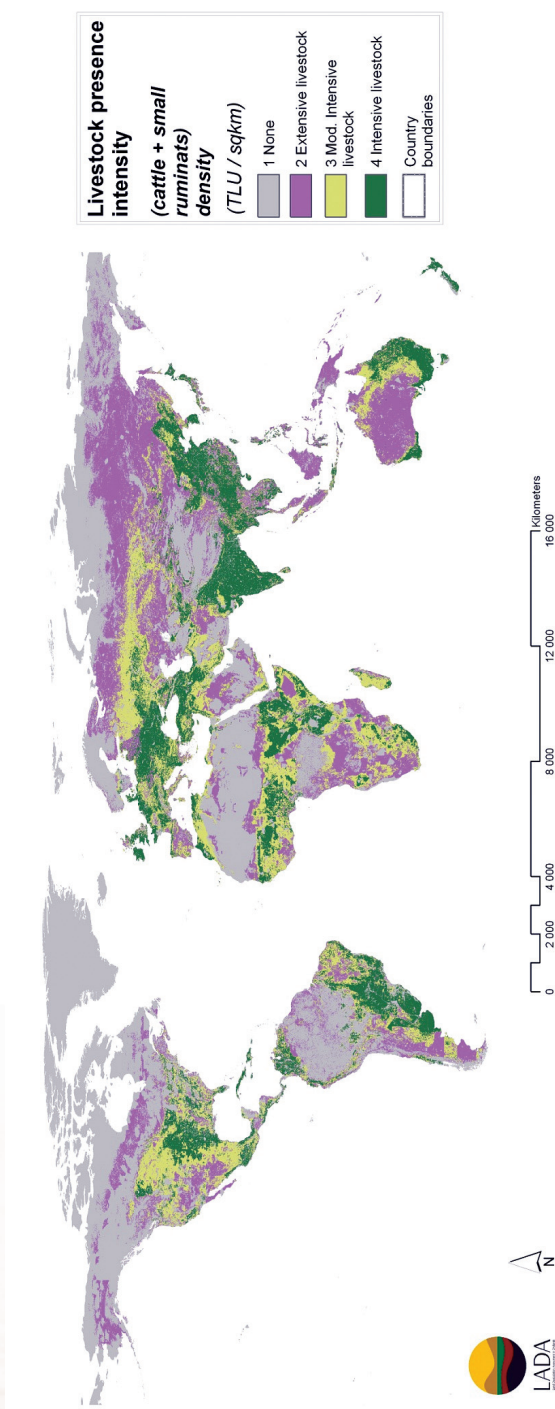 Livestock presence
intensity
(cattle + small
ruminats)
density
(TLU / sqkm)
1 None
2 Extensive livestock
3 Mod. Intensive
livestock
4 Intensive livestock
Country
boundaries
Kilometers
0 2 000 4 000 8 000 12 000 16 000
N
LADA